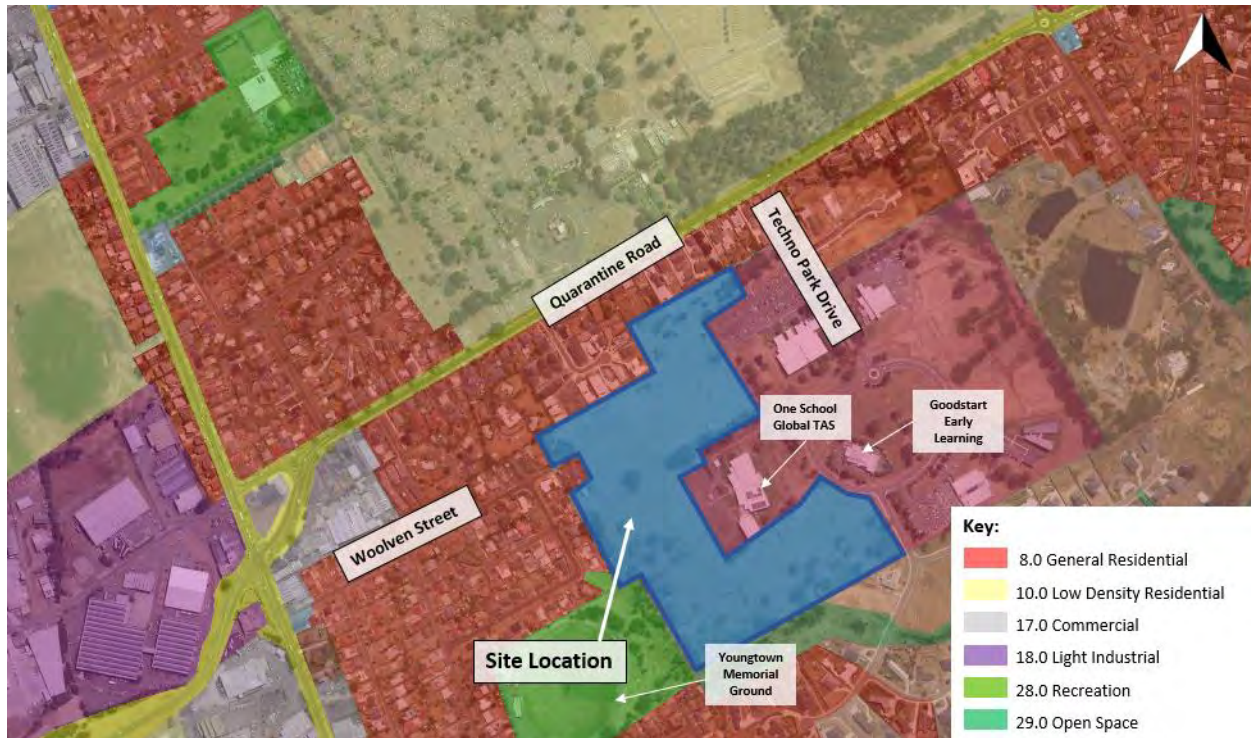 Quarantine Road
Techno Park Drive
One School
Global TAS
Goodstart
Early
Learning
Woolven Street
Site Location
Youngtown
Memorial
Ground
Key:
8.0 General Residential
10.0 Low Density Residential
17.0 Commercial
18.0 Light Industrial
28.0 Recreation
29.0 Open Space